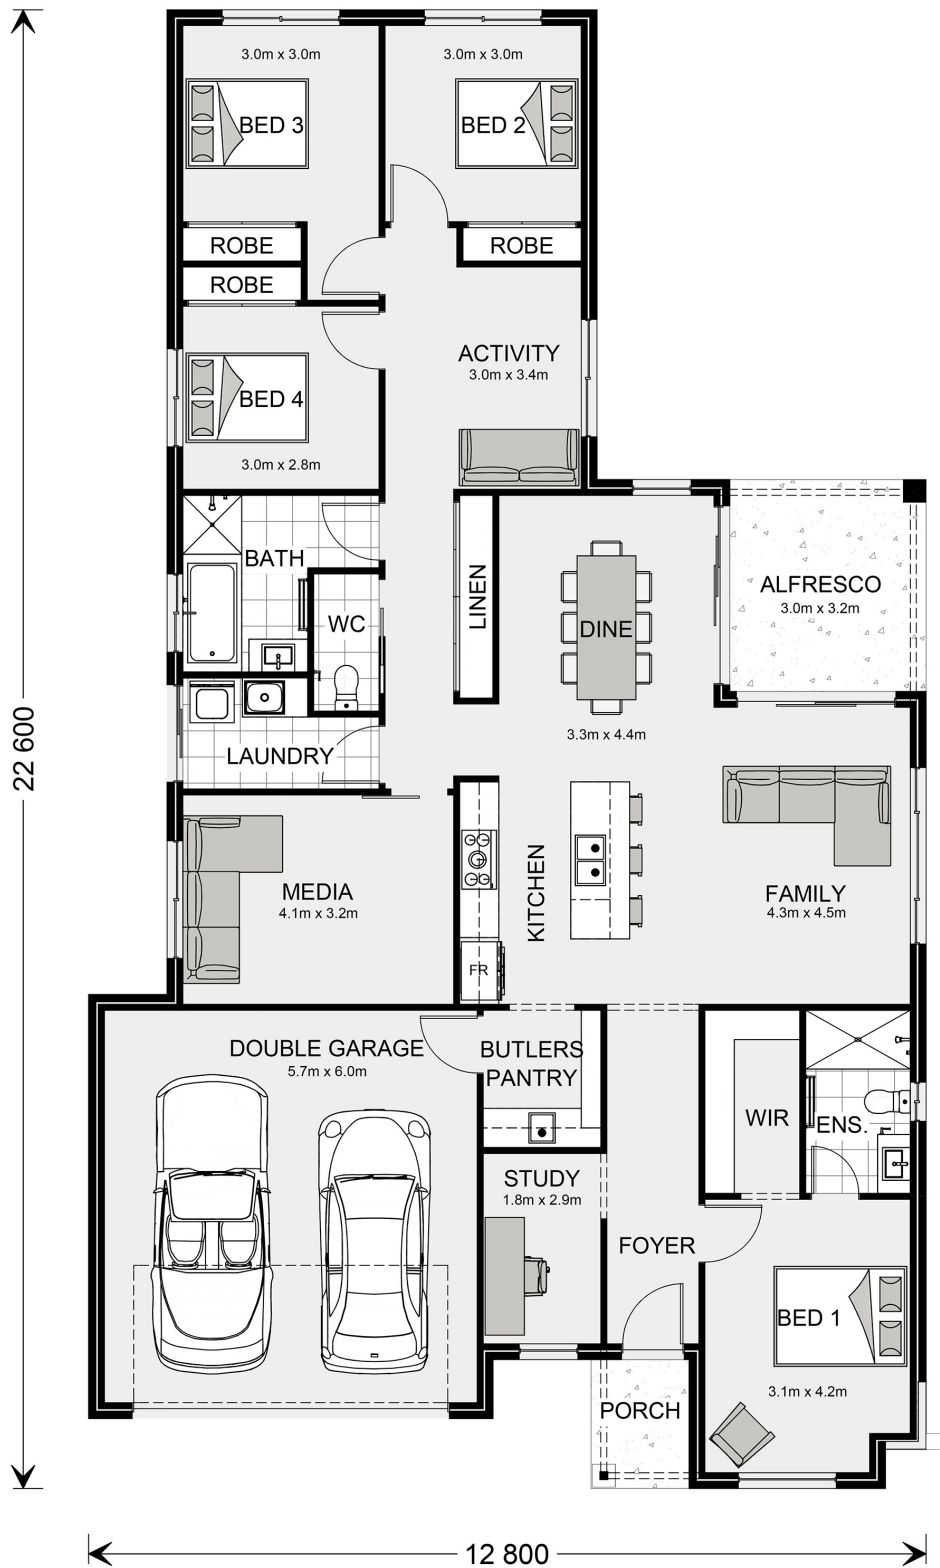 3.0m x 3.0m
BED 3
3.0m x 3.0m
BED 2
ROBE
ROBE
ROBE
ACTIVITY
3.0m x 3.4m
BED 4
3.0m x 2.8m
BATH
WC
LINEN
DINE
3.3m x 4.4m
ALFRESCO
3.0m x 3.2m
22 600
LAUNDRY
MEDIA
4.1m x 3.2m
KITCHEN
FR
FAMILY
4.3m x 4.5m
DOUBLE GARAGE
5.7m x 6.0m
BUTLERS
PANTRY
WIR
ENS.
STUDY
1.8m x 2.9m
FOYER
BED 1
3.1m x 4.2m
PORCH
12 800